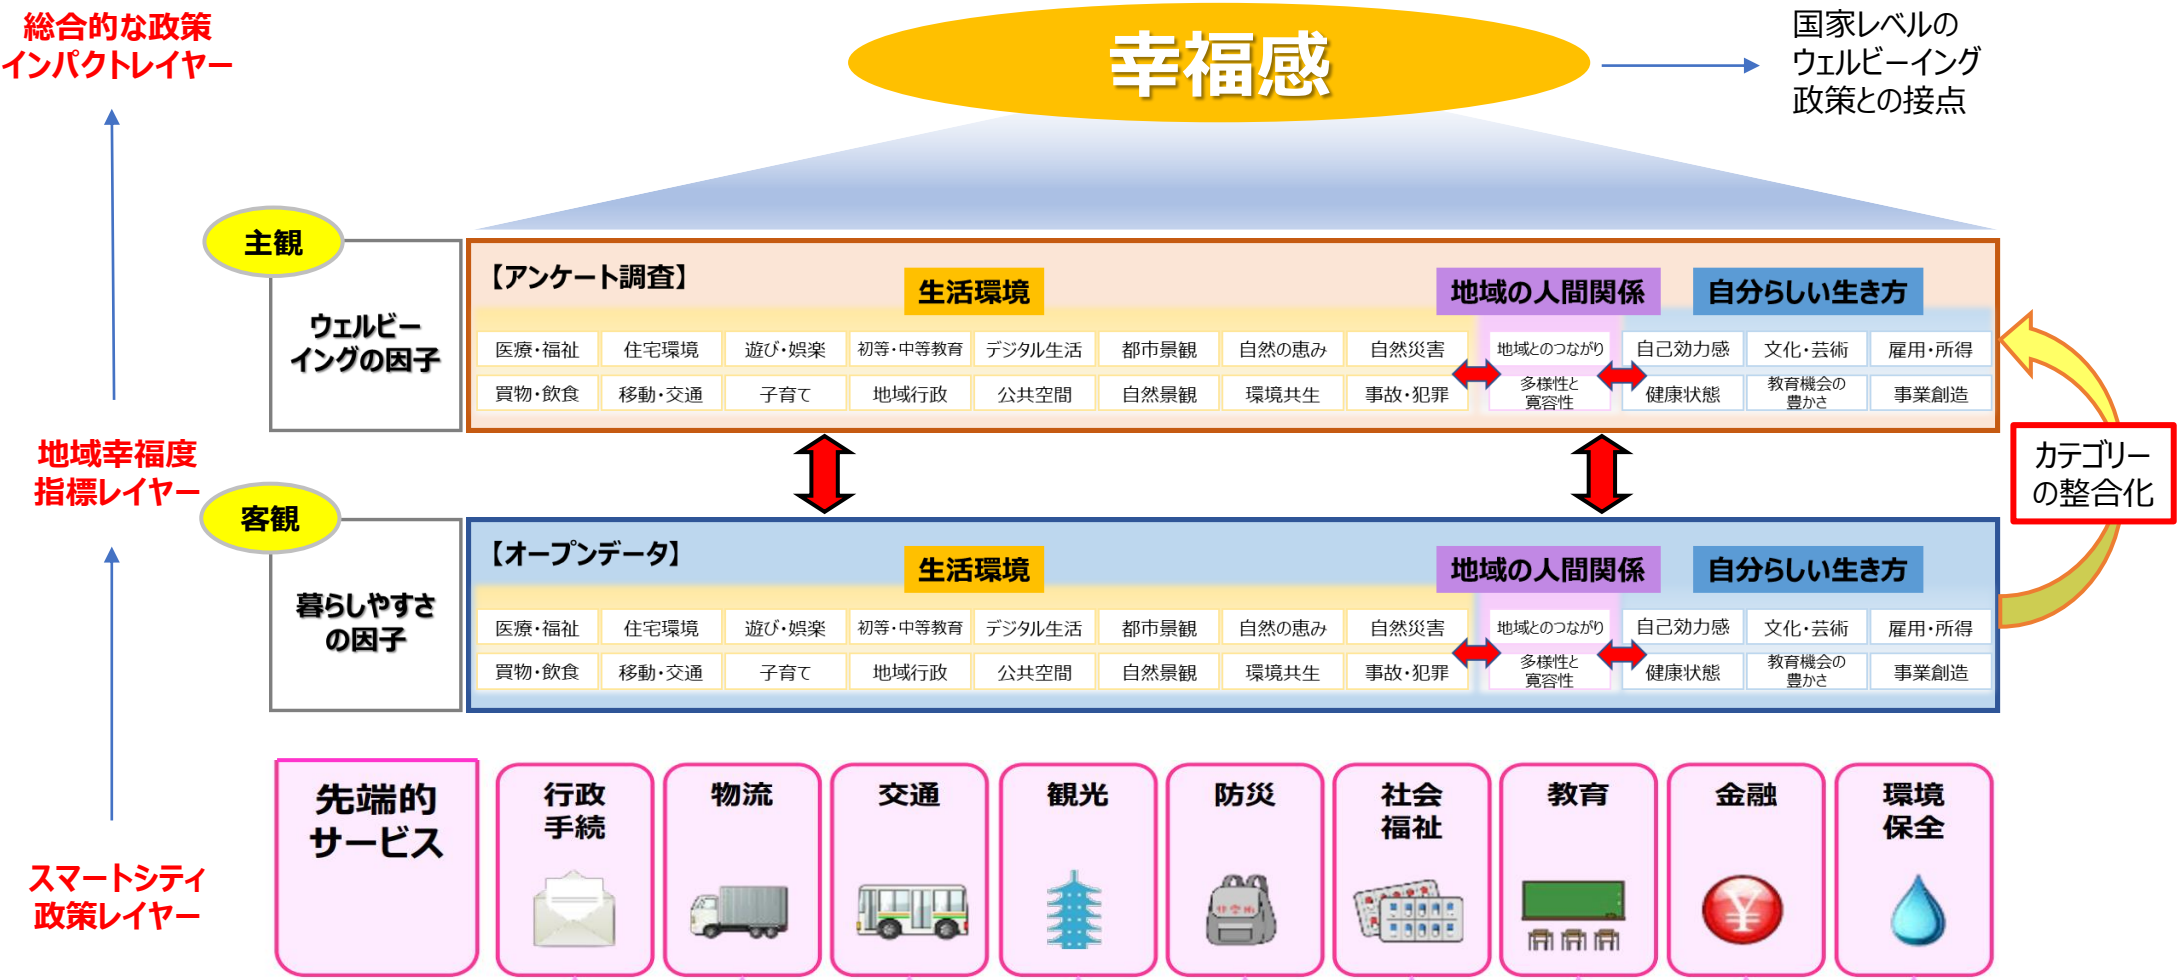 総合的な政策
インパクトレイヤー
幸福感
国家レベルの
ウェルビーイング
政策との接点
主観
ウェルビー
イングの因子
【アンケート調査】
生活環境
地域の人間関係
自分らしい生き方
医療・福祉
住宅環境
遊び・娯楽
初等・中等教育
デジタル生活
都市景観
自然の恵み
自然災害
地域とのつながり
自己効力感
文化・芸術
雇用・所得
買物・飲食
移動・交通
子育て
地域行政
公共空間
自然景観
環境共生
事故・犯罪
多様性と
寛容性
健康状態
教育機会の
豊かさ
事業創造
地域幸福度
指標レイヤー
カテゴリー
の整合化
客観
暮らしやすさ
の因子
【オープンデータ】
生活環境
地域の人間関係
自分らしい生き方
医療・福祉
住宅環境
遊び・娯楽
初等・中等教育
デジタル生活
都市景観
自然の恵み
自然災害
地域とのつながり
自己効力感
文化・芸術
雇用・所得
買物・飲食
移動・交通
子育て
地域行政
公共空間
自然景観
環境共生
事故・犯罪
多様性と
寛容性
健康状態
教育機会の
豊かさ
事業創造
スマートシティ
政策レイヤー
先端的
サービス
行政
手続
物流
交通
観光
防災
社会
福祉
教育
金融
環境
保全